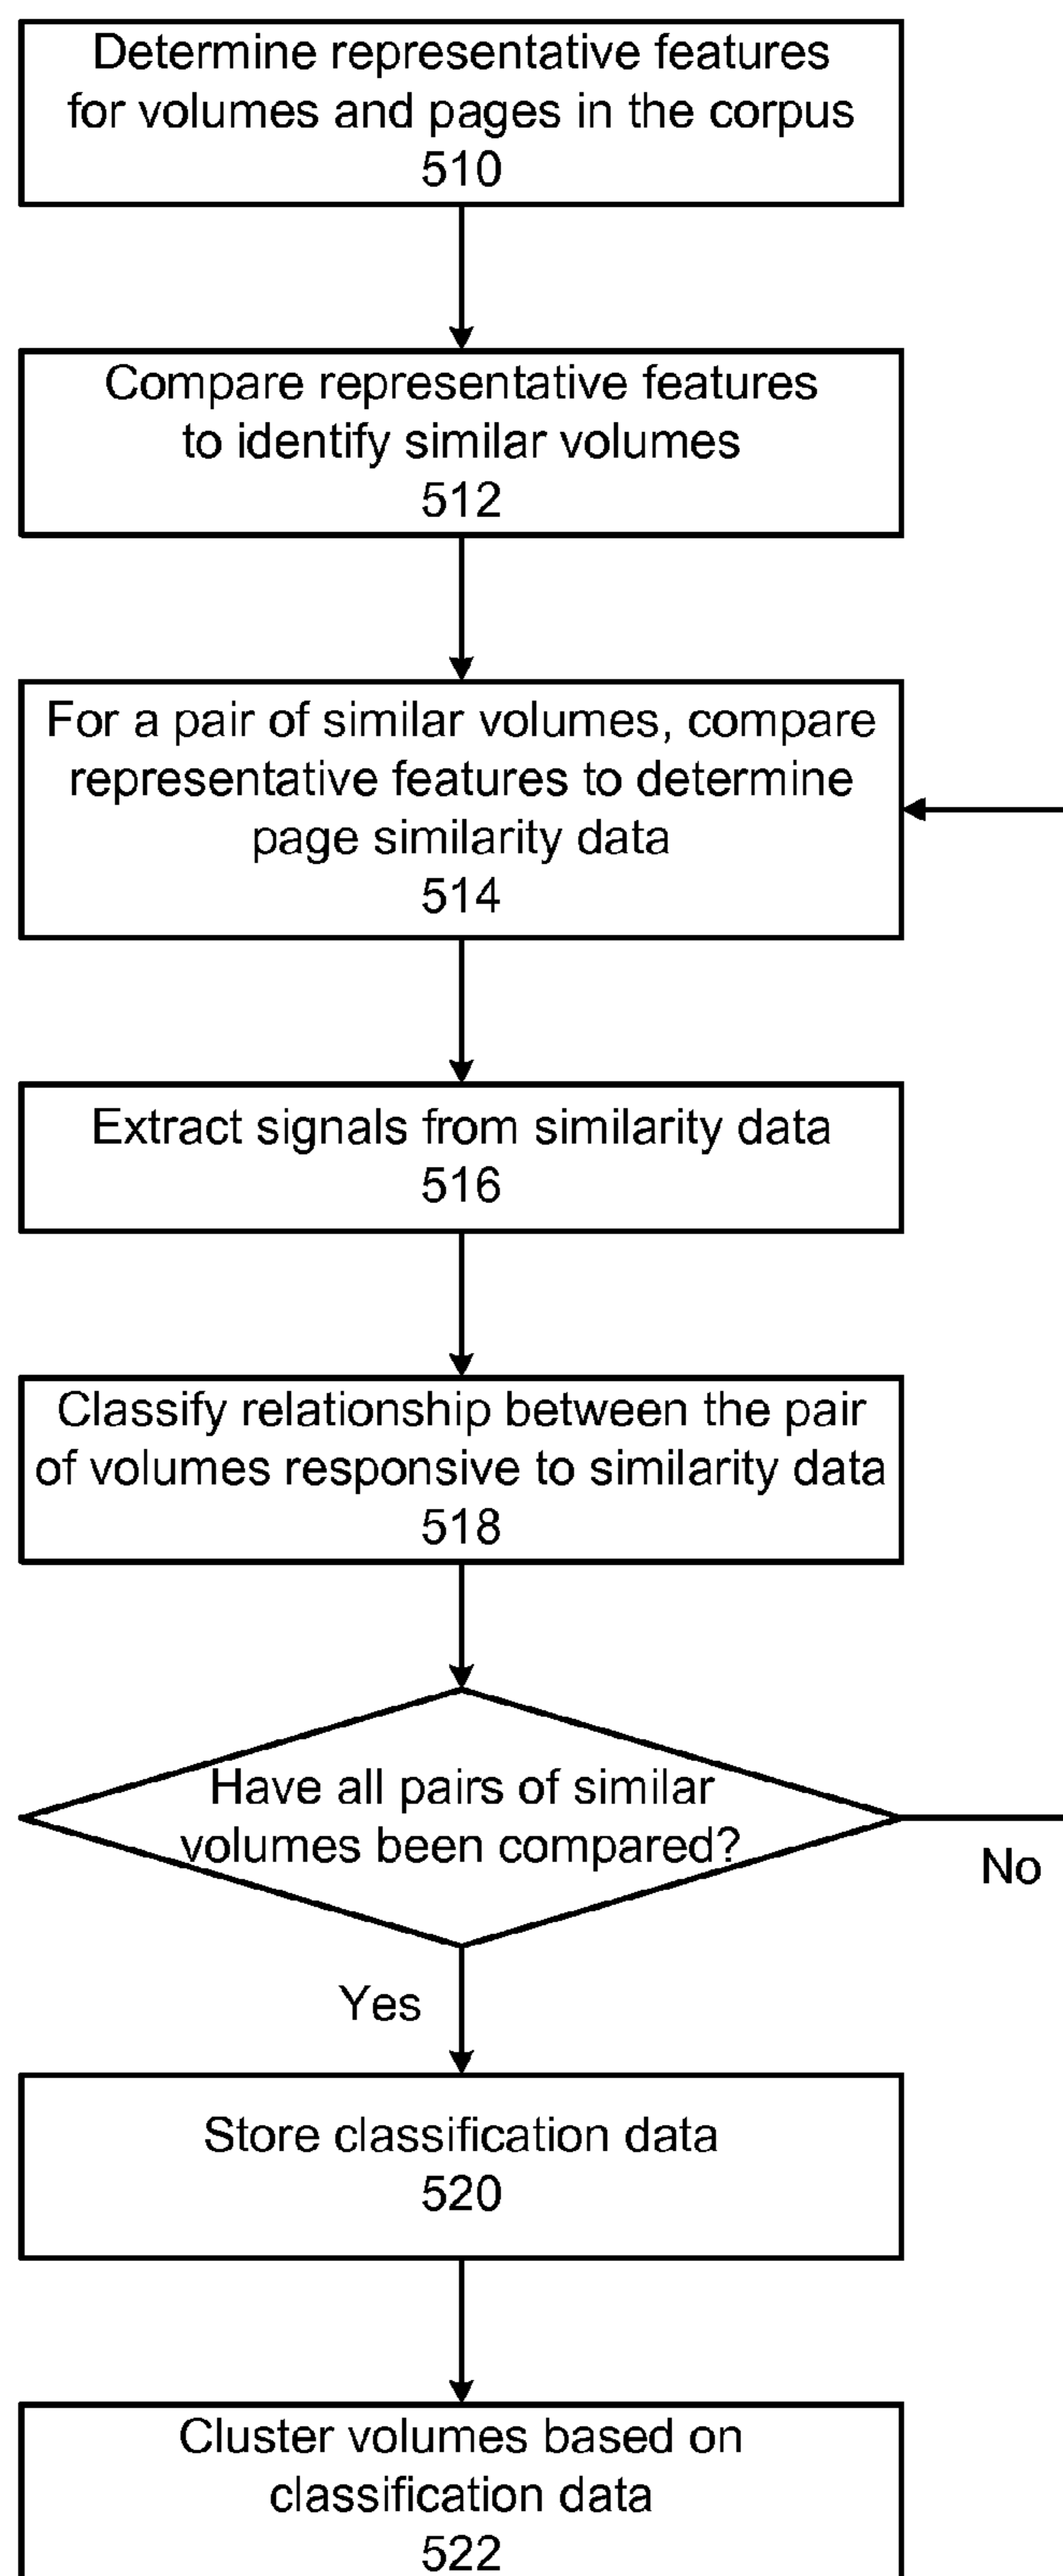 Determine representative features
for volumes and pages in the corpus
510
Compare representative features
to identify similar volumes
512
For a pair of similar volumes, compare
representative features to determine
page similarity data
514
Extract signals from similarity data
516
Classify relationship between the pair
of volumes responsive to similarity data
518
Have all pairs of similar
volumes been compared?
No
Yes
Store classification data
520
Cluster volumes based on
classification data
522